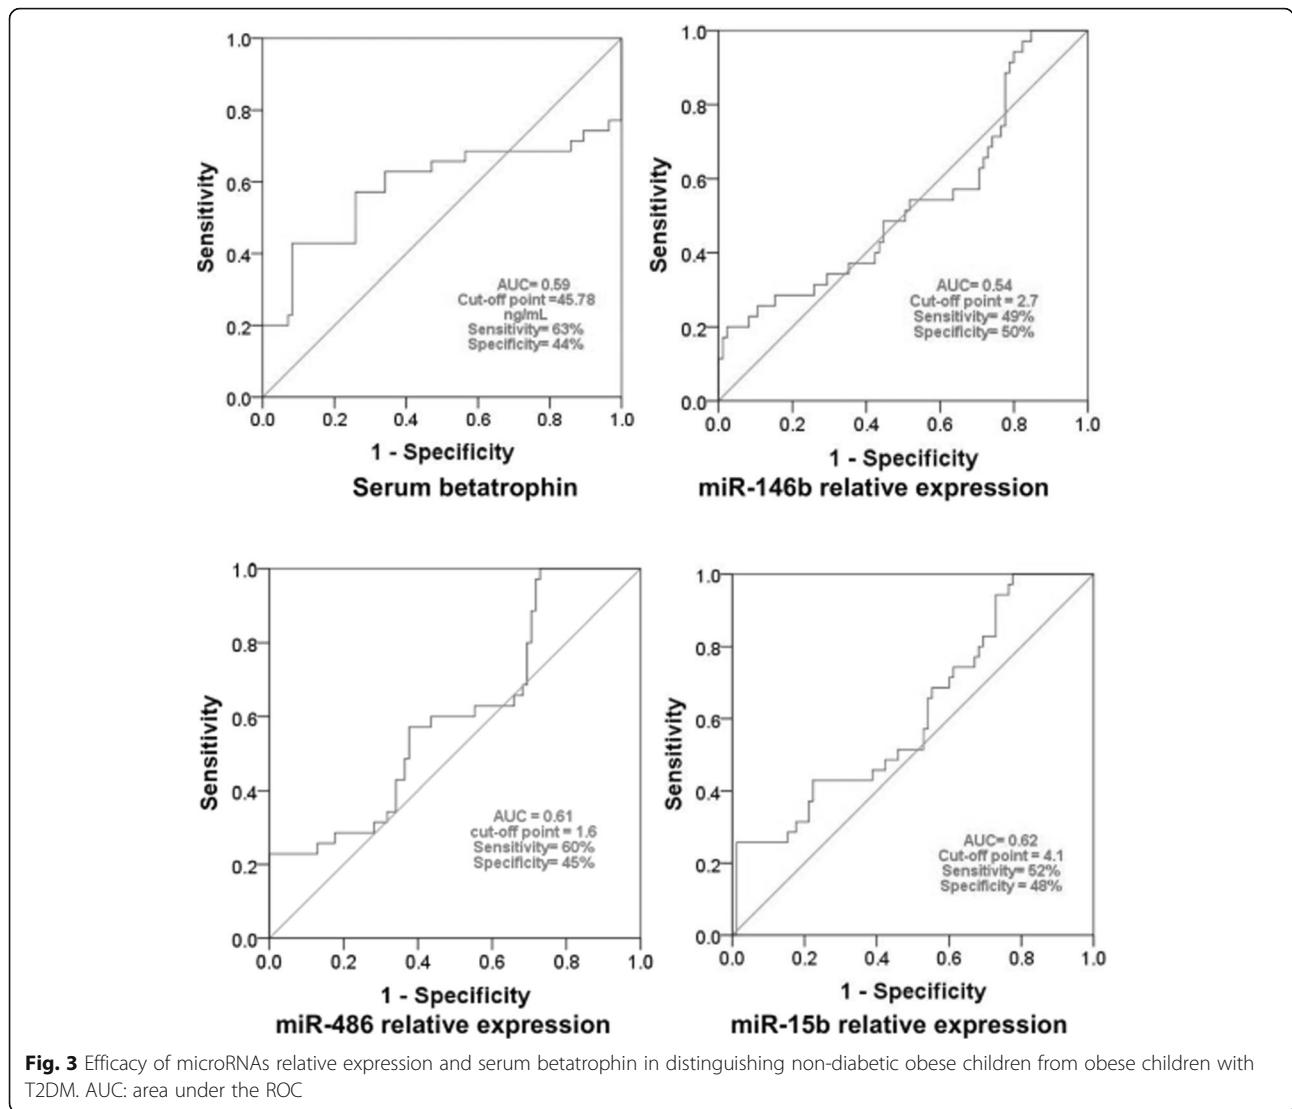 1.0
0.8
0.6
0.4
0.2
0.0
Sensitivity
AUC= 0.59
Cut-off point =45.78
ng/mL
Sensitivity= 63%
Specificity= 44%
0.0 0.2 0.4 0.6 0.8 1.0
1 - Specificity
Serum betatrophin
1.0
0.8
0.6
0.4
0.2
0.0
Sensitivity
AUC= 0.54
Cut-off point = 2.7
Sensitivity= 49%
Specificity= 50%
0.0 0.2 0.4 0.6 0.8 1.0
1 - Specificity
miR-146b relative expression
1.0
0.8
0.6
0.4
0.2
0.0
Sensitivity
AUC = 0.61
cut-off point = 1.6
Sensitivity= 60%
Specificity= 45%
0.0 0.2 0.4 0.6 0.8 1.0
1 - Specificity
miR-486 relative expression
1.0
0.8
0.6
0.4
0.2
0.0
Sensitivity
AUC= 0.62
Cut-off point = 4.1
Sensitivity= 52%
Specificity = 48%
0.0 0.2 0.4 0.6 0.8 1.0
1 - Specificity
miR-15b relative expression
Fig. 3 Efficacy of microRNAs relative expression and serum betatrophin in distinguishing non-diabetic obese children from obese children with
T2DM. AUC: area under the ROC